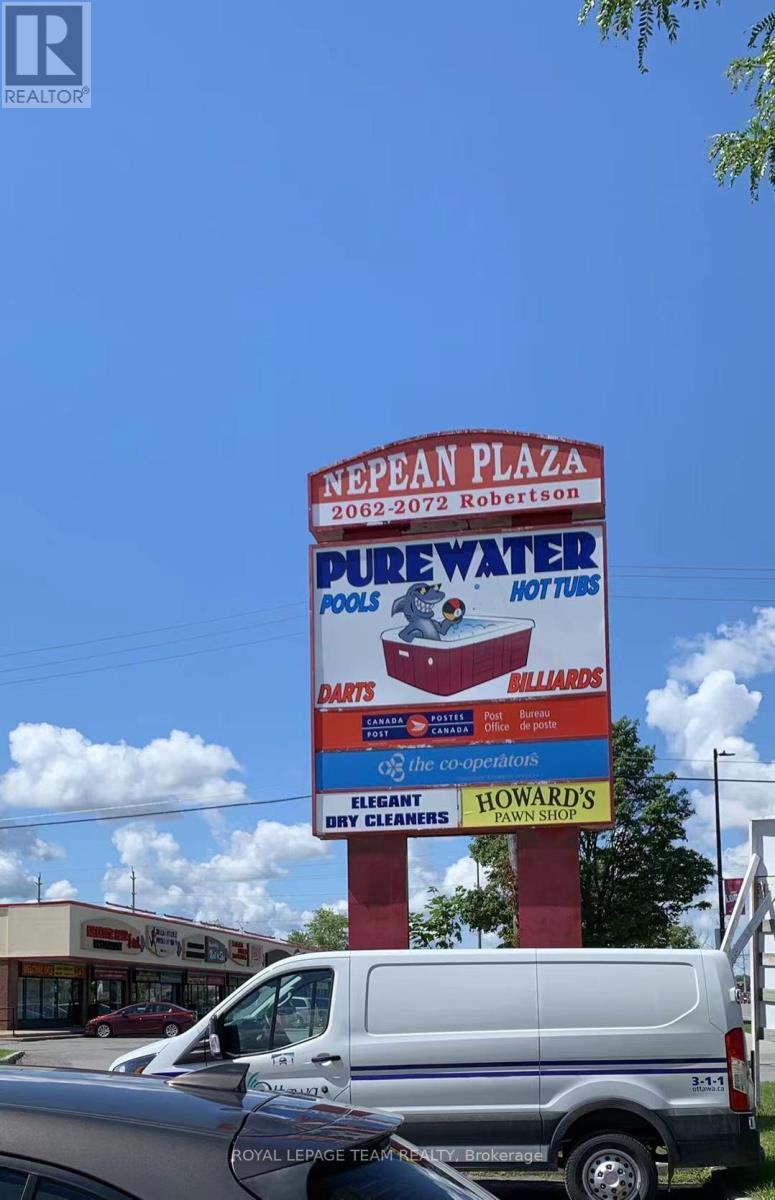 REALTOR®
NEPEAN PLAZA
2062-2072 Robertson
PUREWATER
POOLS HOT TUBS
DARTS BILLIARDS
CANADA POST POSTES CANADA
Post Office Bureau de poste
the co-operators
ELEGANT
DRY CLEANERS
HOWARD'S
PAWN SHOP
Ottawa
3-1-1
ottawa.ca
ROYAL LEPAGE TEAM REALTY, Brokerage